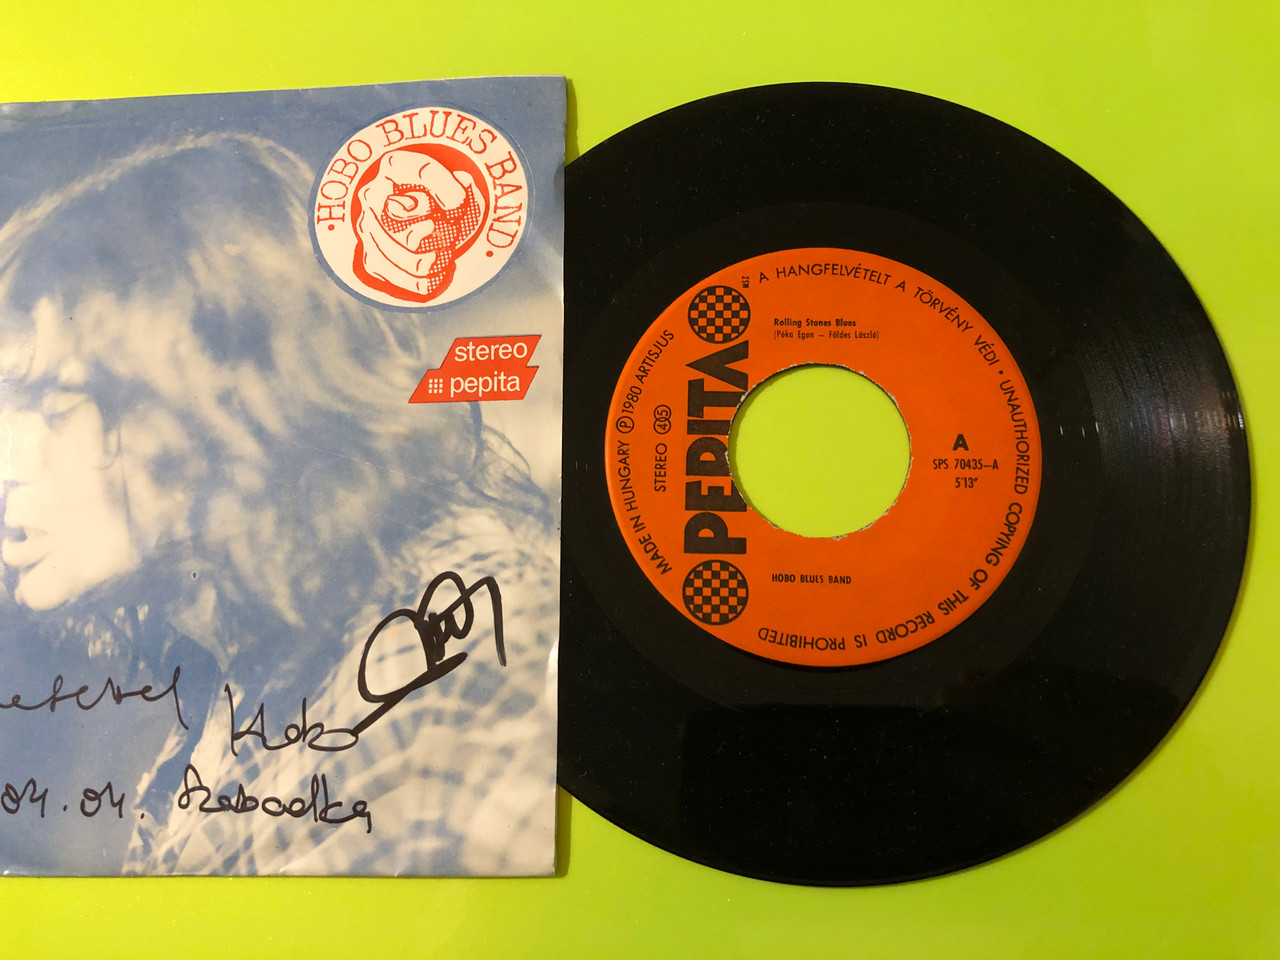 · HOBO BLUES BAND ·
stereo
pepita
Hobo
04.04. Szabadka
PEPITA
MSZ A HANGFELVÉTELT A TÖRVÉNY VÉDI · UNAUTHORIZED COPYING OF THIS RECORD IS PROHIBITED
MADE IN HUNGARY Ⓟ 1980 ARTISJUS
STEREO 45
Rolling Stones Blues
(Póka Egon – Földes László)
A
SPS 70435–A
5'13"
HOBO BLUES BAND